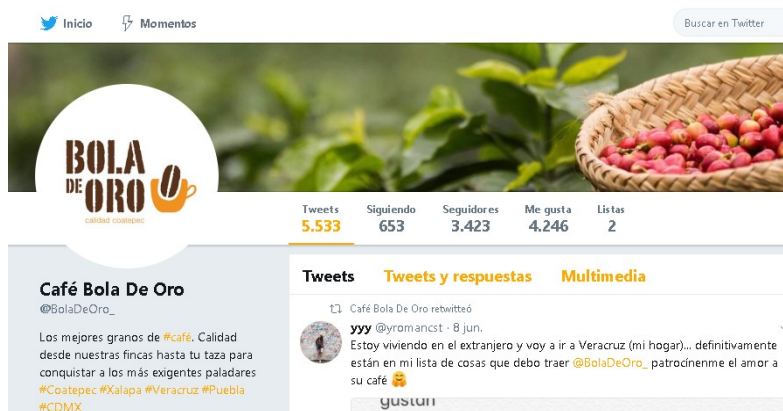 Inicio
Momentos
Buscar en Twitter
BOLA
DE ORO
calidad coatepec
Tweets
5.533
Siguiendo
653
Seguidores
3.423
Me gusta
4.246
Listas
2
Café Bola De Oro
@BolaDeOro_
Los mejores granos de #café. Calidad
desde nuestras fincas hasta tu taza para
conquistar a los más exigentes paladares
#Coatepec #Xalapa #Veracruz #Puebla
#CDMX
Tweets Tweets y respuestas Multimedia
Café Bola De Oro retwitteó
yyy @yromancst · 8 jun.
Estoy viviendo en el extranjero y voy a ir a Veracruz (mi hogar)... definitivamente
están en mi lista de cosas que debo traer @BolaDeOro_ patrocínenme el amor a
su café 🤗
gustan